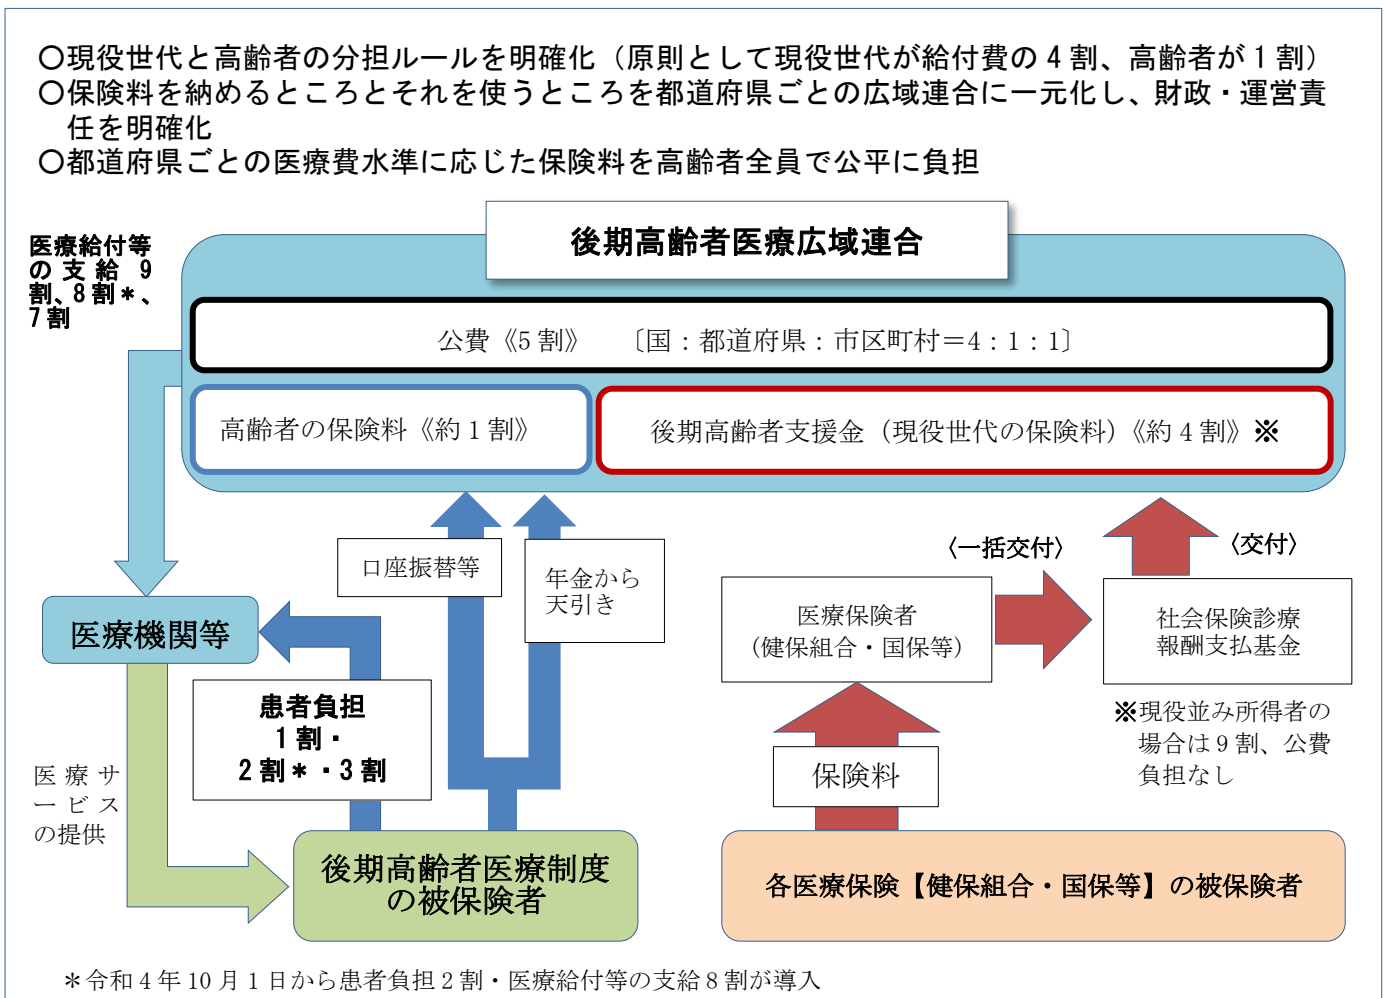 〇現役世代と高齢者の分担ルールを明確化（原則として現役世代が給付費の4割、高齢者が1割）
〇保険料を納めるところとそれを使うところを都道府県ごとの広域連合に一元化し、財政・運営責
任を明確化
〇都道府県ごとの医療費水準に応じた保険料を高齢者全員で公平に負担
後期高齢者医療広域連合
医療給付等
の支給 9
割、8割＊、
7割
公費《5割》　〔国：都道府県：市区町村＝4：1：1〕
高齢者の保険料《約1割》
後期高齢者支援金（現役世代の保険料）《約4割》※
口座振替等
年金から
天引き
〈一括交付〉
〈交付〉
医療機関等
医療保険者
（健保組合・国保等）
社会保険診療
報酬支払基金
患者負担
1割・
2割＊・3割
※現役並み所得者の
場合は9割、公費
負担なし
保険料
医療サ
ービス
の提供
後期高齢者医療制度
の被保険者
各医療保険【健保組合・国保等】の被保険者
＊令和4年10月1日から患者負担2割・医療給付等の支給8割が導入